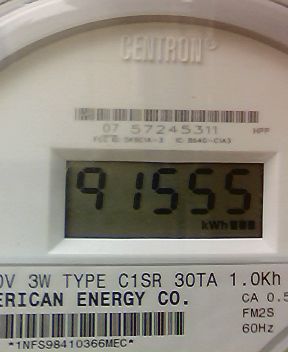 CENTRON®
07 57245311 HPP
91555
kWh
0V 3W TYPE C1SR 30TA 1.0Kh
ERICAN ENERGY CO. CA 0.5
FM2S
60Hz
*1NFS98410366MEC*